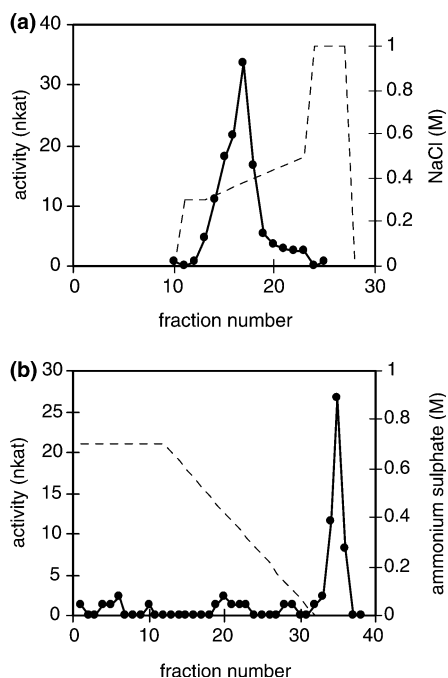 (a)
40
30
20
10
0
activity (nkat)
1
0.8
0.6
0.4
0.2
0
NaCl (M)
0 10 20 30
fraction number
(b)
30
25
20
15
10
5
0
activity (nkat)
1
0.8
0.6
0.4
0.2
0
ammonium sulphate (M)
0 10 20 30 40
fraction number